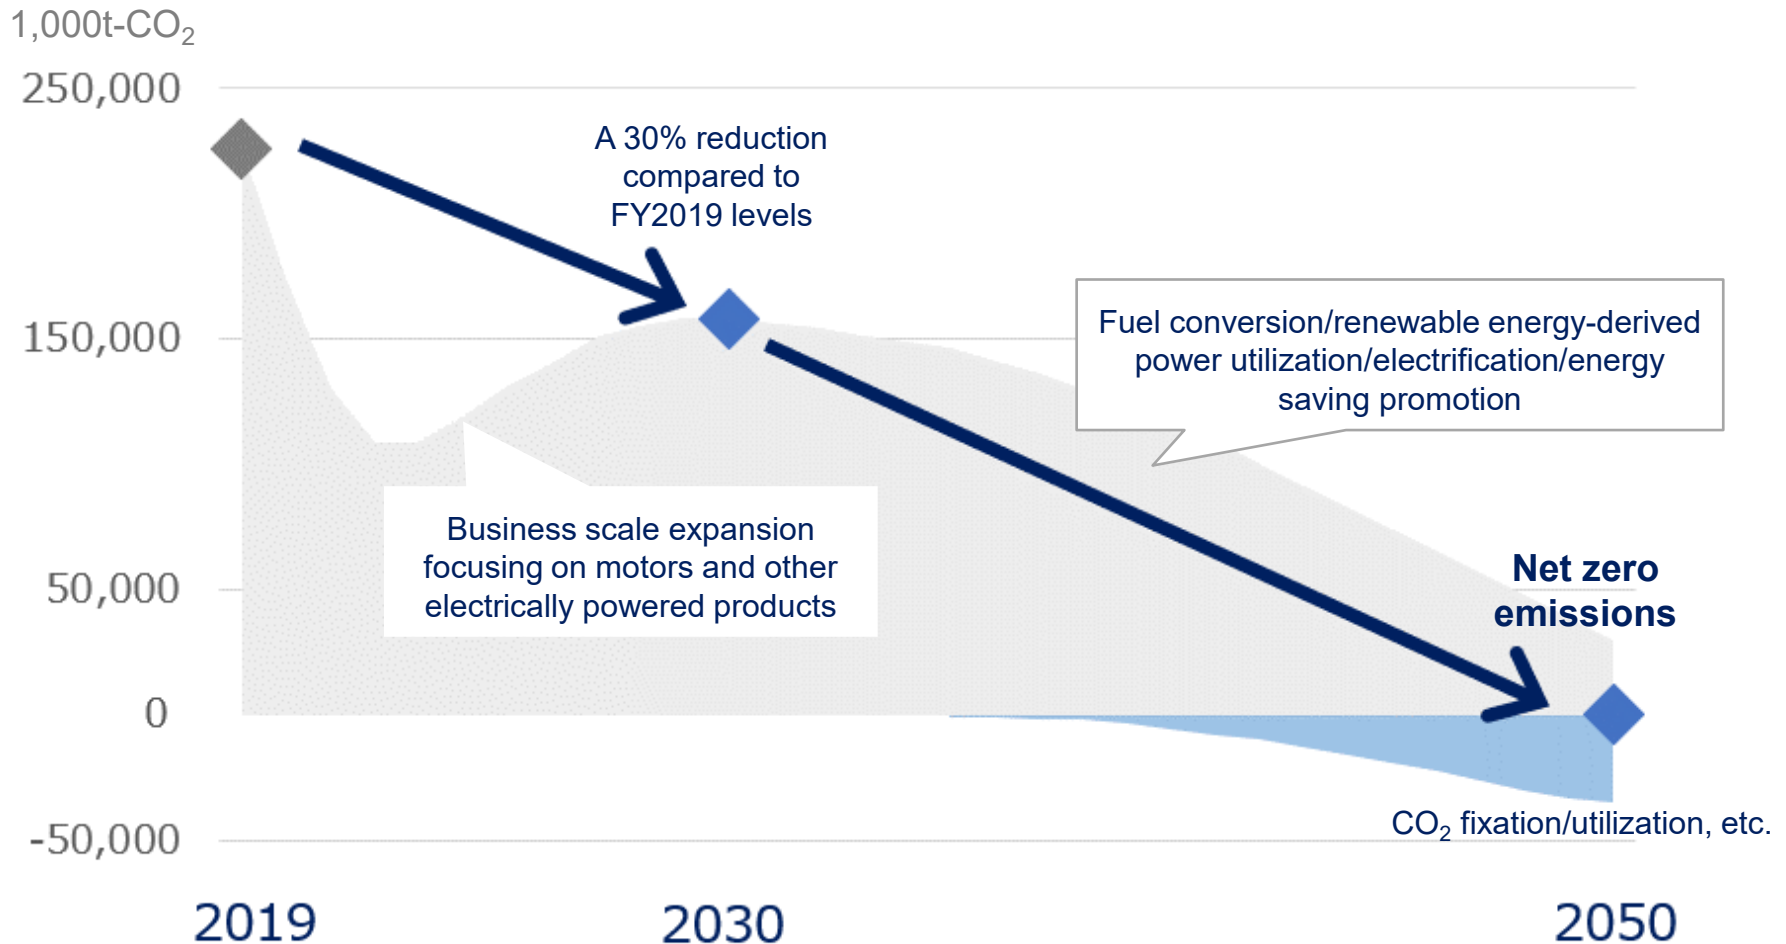 1,000t-CO₂
250,000
A 30% reduction
compared to
FY2019 levels
150,000
Fuel conversion/renewable energy-derived
power utilization/electrification/energy
saving promotion
Business scale expansion
focusing on motors and other
electrically powered products
50,000
Net zero
emissions
0
CO₂ fixation/utilization, etc.
-50,000
2019
2030
2050